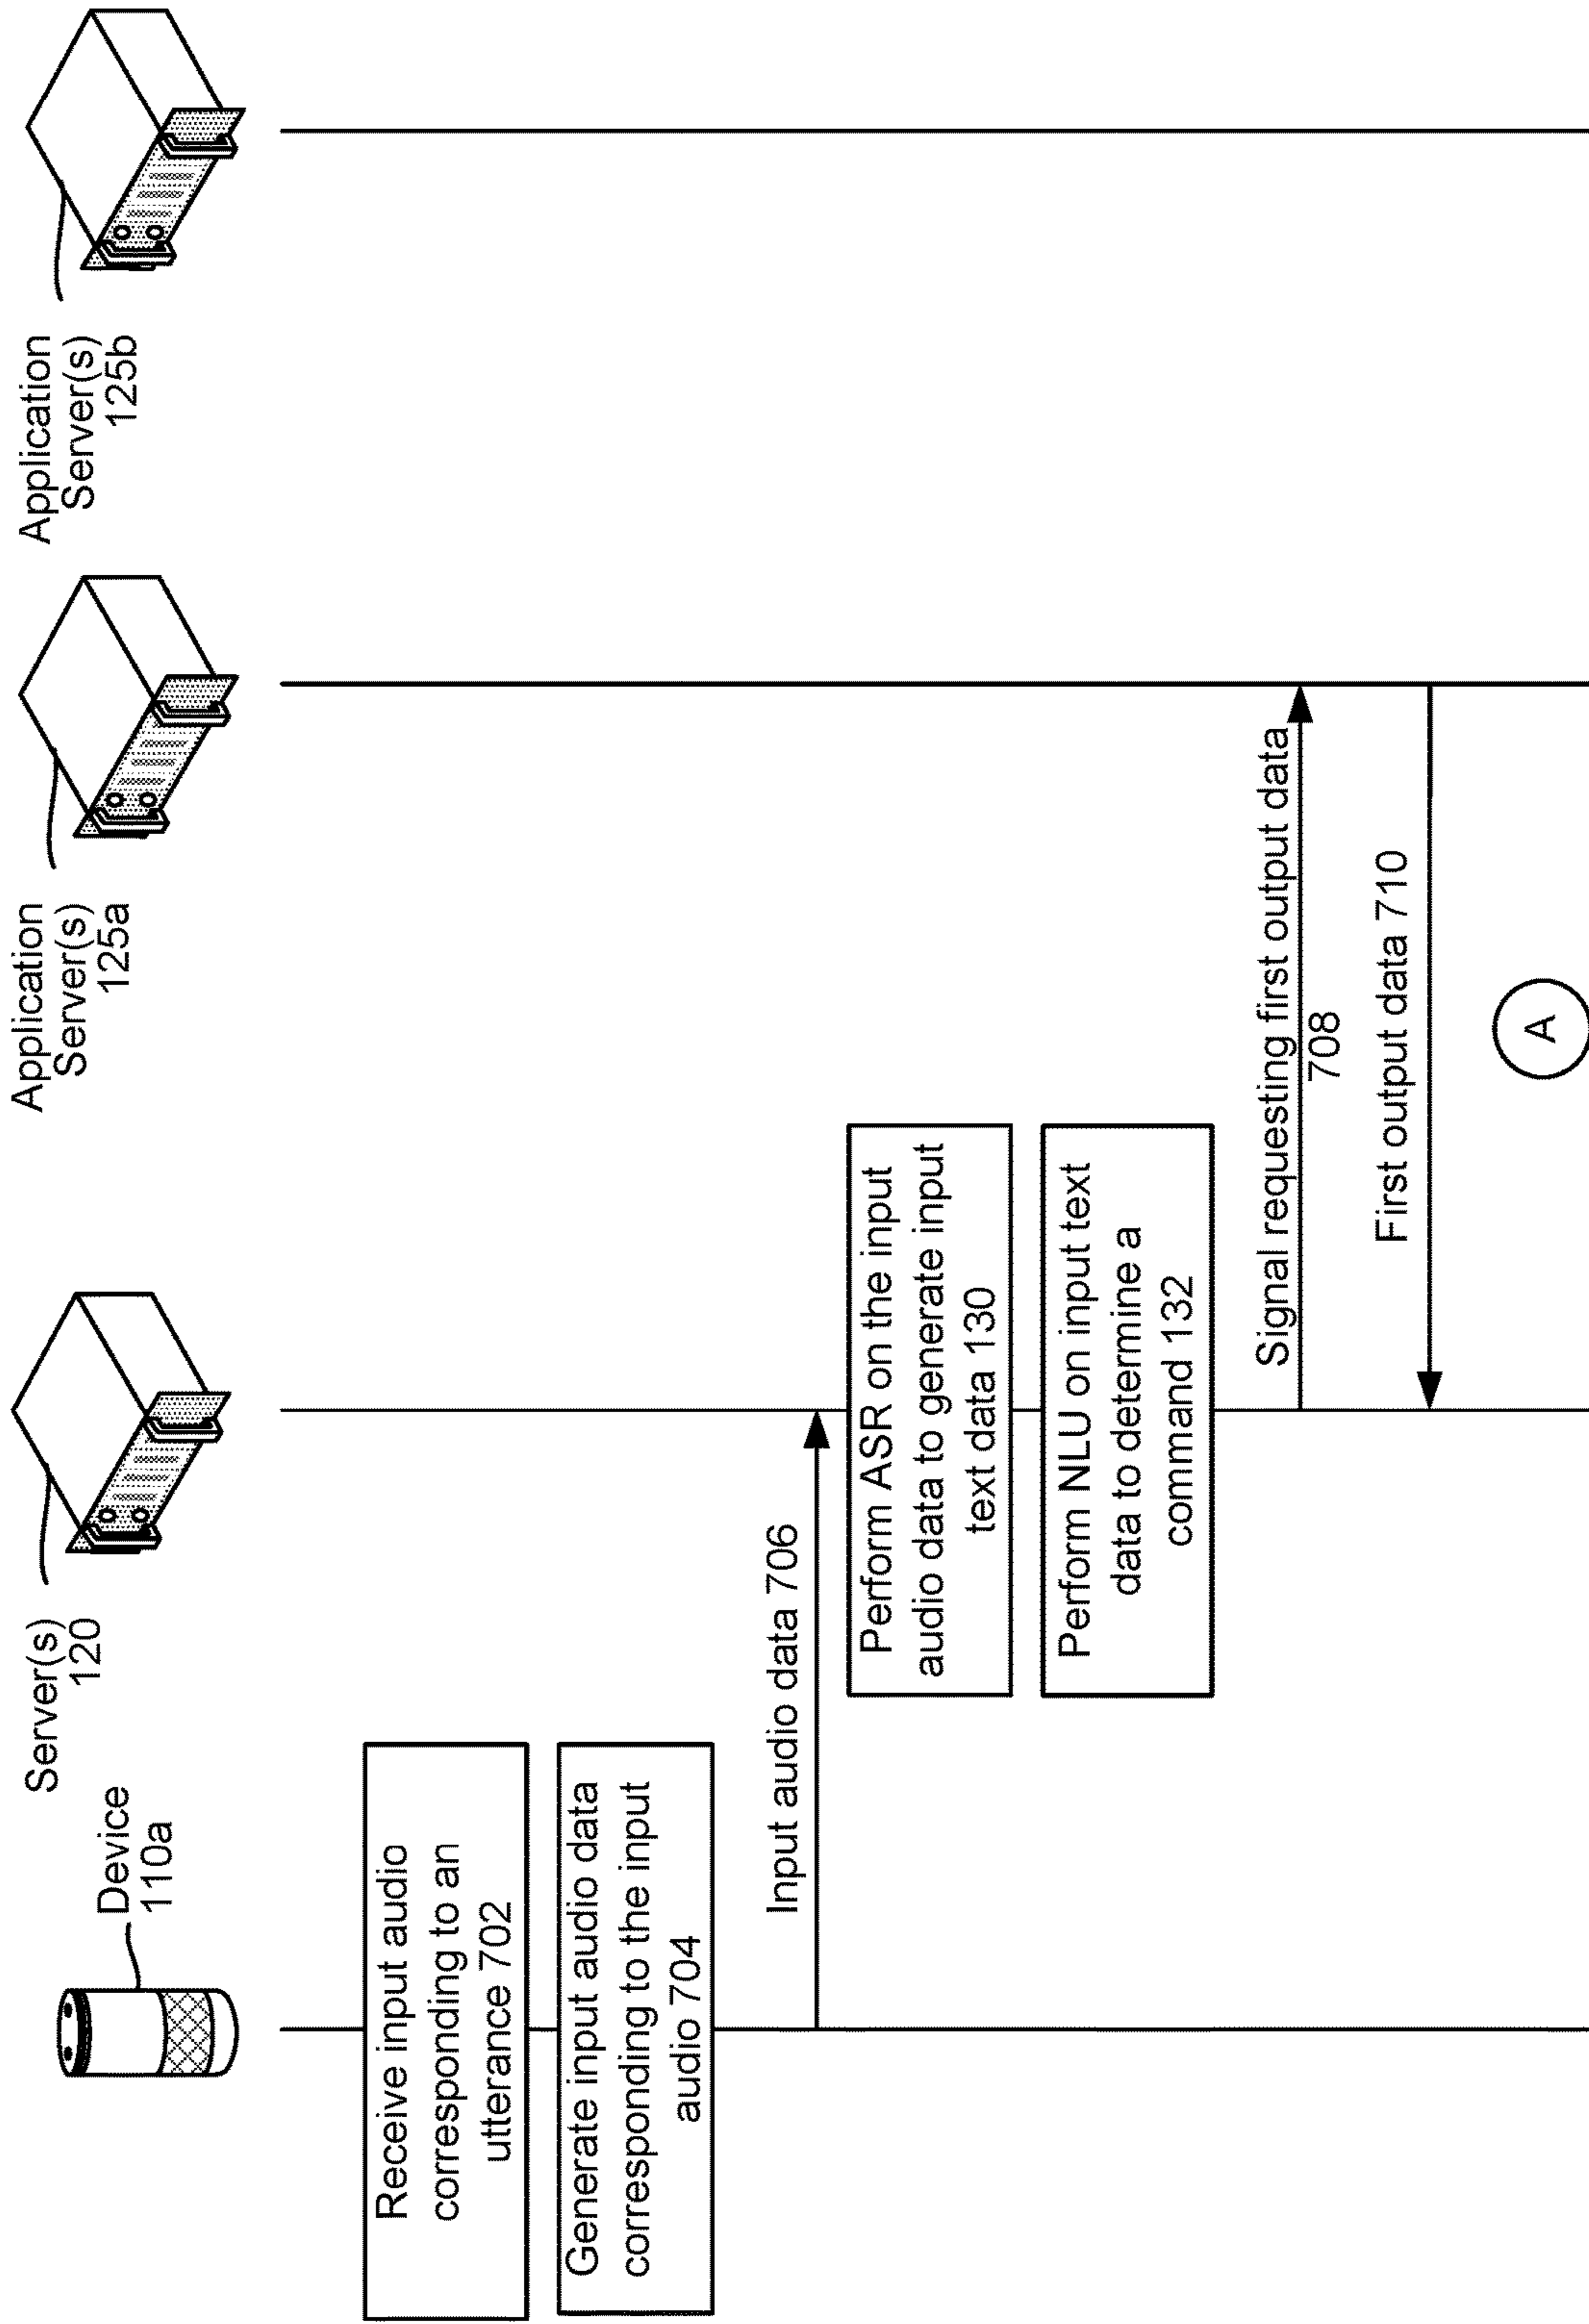 Device
110a
Server(s)
120
Application
Server(s)
125a
Application
Server(s)
125b
Receive input audio
corresponding to an
utterance 702
Generate input audio data
corresponding to the input
audio 704
Input audio data 706
Perform ASR on the input
audio data to generate input
text data 130
Perform NLU on input text
data to determine a
command 132
Signal requesting first output data
708
First output data 710
A